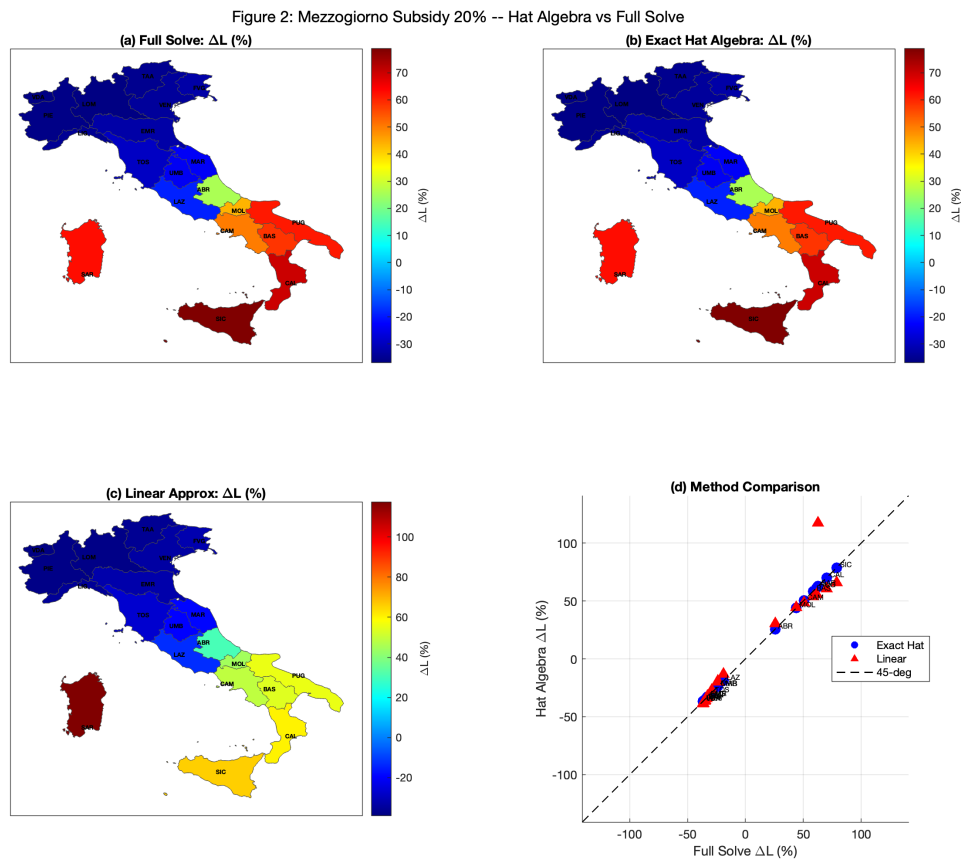 Figure 2: Mezzogiorno Subsidy 20% -- Hat Algebra vs Full Solve
(a) Full Solve: ΔL (%)
70
60
50
40
30
20
10
0
-10
-20
-30
ΔL (%)
ABR
LAZ
MOL
CAM
PUG
BAS
SAR
CAL
SIC
(b) Exact Hat Algebra: ΔL (%)
70
60
50
40
30
20
10
0
-10
-20
-30
ΔL (%)
MAR
ABR
LAZ
MOL
CAM
PUG
BAS
SAR
CAL
SIC
(c) Linear Approx: ΔL (%)
100
80
60
40
20
0
-20
ΔL (%)
MAR
ABR
LAZ
MOL
CAM
PUG
BAS
SAR
CAL
SIC
(d) Method Comparison
Hat Algebra ΔL (%)
100
50
0
-50
-100
SIC
CAL
MOL
ABR
LAZ
Exact Hat
Linear
45-deg
-100
-50
0
50
100
Full Solve ΔL (%)